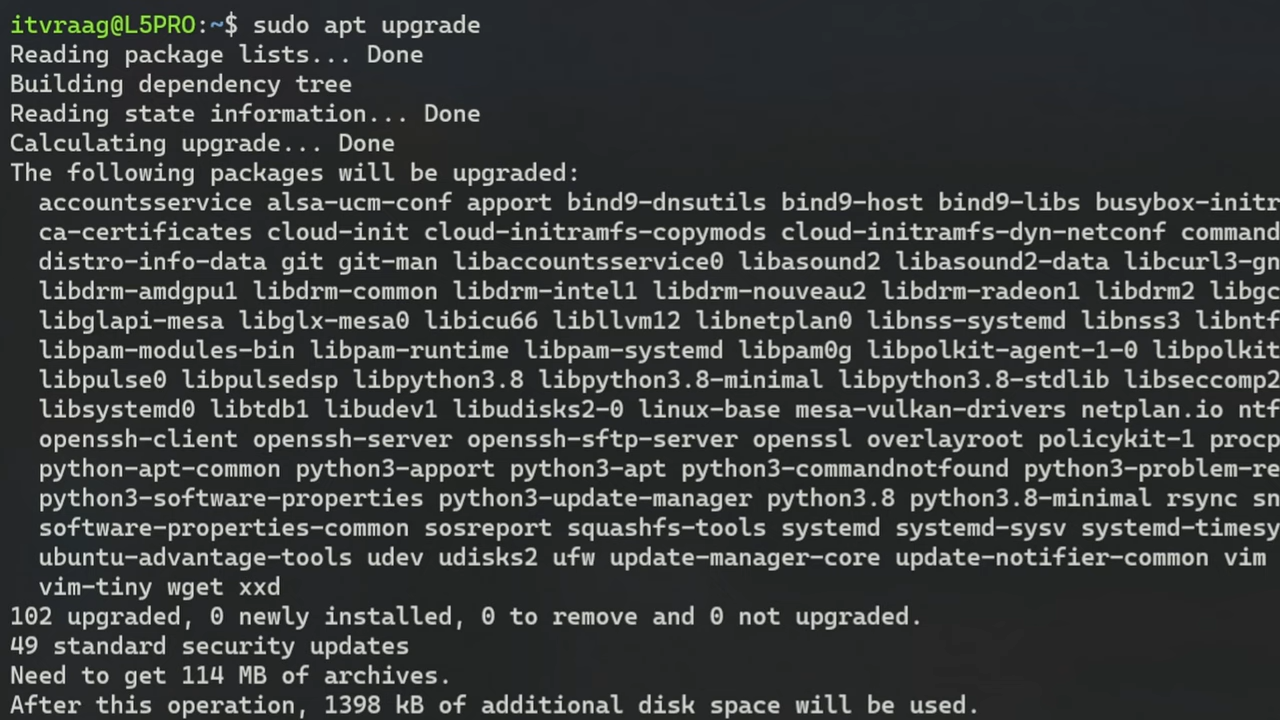 itvraag@L5PRO:~$ sudo apt upgrade
Reading package lists... Done
Building dependency tree
Reading state information... Done
Calculating upgrade... Done
The following packages will be upgraded:
accountsservice alsa-ucm-conf apport bind9-dnsutils bind9-host bind9-libs busybox-initr
ca-certificates cloud-init cloud-initramfs-copymods cloud-initramfs-dyn-netconf command
distro-info-data git git-man libaccountsservice0 libasound2 libasound2-data libcurl3-gn
libdrm-amdgpu1 libdrm-common libdrm-intel1 libdrm-nouveau2 libdrm-radeon1 libdrm2 libgc
libglapi-mesa libglx-mesa0 libicu66 libllvm12 libnetplan0 libnss-systemd libnss3 libntf
libpam-modules-bin libpam-runtime libpam-systemd libpam0g libpolkit-agent-1-0 libpolkit
libpulse0 libpulsedsp libpython3.8 libpython3.8-minimal libpython3.8-stdlib libseccomp2
libsystemd0 libtdb1 libudev1 libudisks2-0 linux-base mesa-vulkan-drivers netplan.io ntf
openssh-client openssh-server openssh-sftp-server openssl overlayroot policykit-1 procp
python-apt-common python3-apport python3-apt python3-commandnotfound python3-problem-re
python3-software-properties python3-update-manager python3.8 python3.8-minimal rsync sn
software-properties-common sosreport squashfs-tools systemd systemd-sysv systemd-timesy
ubuntu-advantage-tools udev udisks2 ufw update-manager-core update-notifier-common vim
vim-tiny wget xxd
102 upgraded, 0 newly installed, 0 to remove and 0 not upgraded.
49 standard security updates
Need to get 114 MB of archives.
After this operation, 1398 kB of additional disk space will be used.